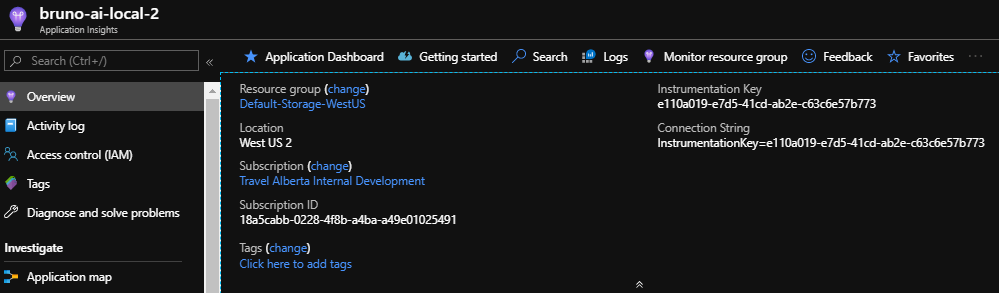 bruno-ai-local-2
Application Insights
Search (Ctrl+/)
«
Application Dashboard
Getting started
Search
Logs
Monitor resource group
Feedback
Favorites
...
Overview
Activity log
Access control (IAM)
Tags
Diagnose and solve problems
Investigate
Application map
Resource group (change)
Default-Storage-WestUS
Location
West US 2
Subscription (change)
Travel Alberta Internal Development
Subscription ID
18a5cabb-0228-4f8b-a4ba-a49e01025491
Tags (change)
Click here to add tags
Instrumentation Key
e110a019-e7d5-41cd-ab2e-c63c6e57b773
Connection String
InstrumentationKey=e110a019-e7d5-41cd-ab2e-c63c6e57b773